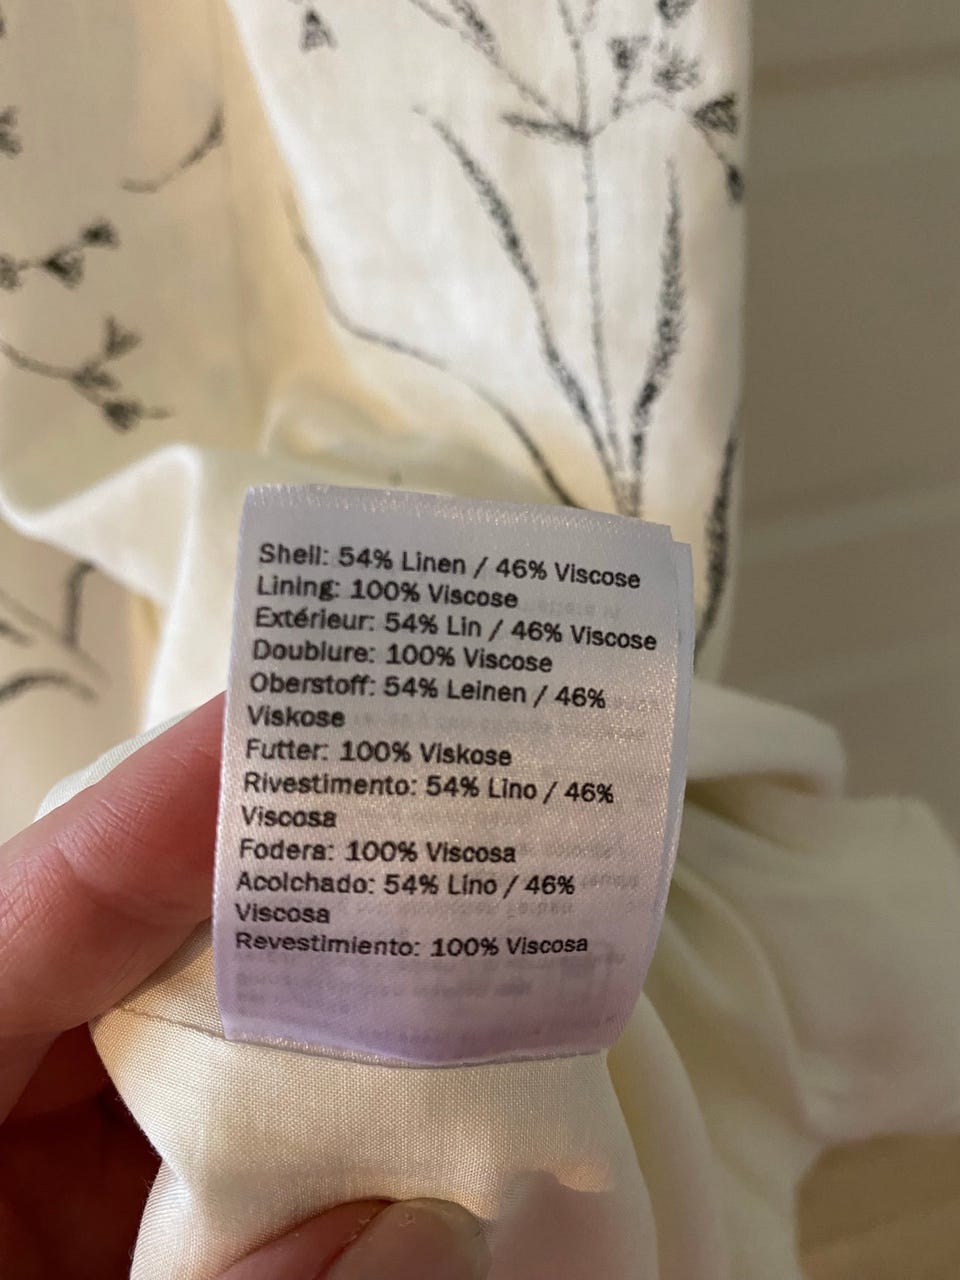 Shell: 54% Linen / 46% Viscose
Lining: 100% Viscose
Extérieur: 54% Lin / 46% Viscose
Doublure: 100% Viscose
Oberstoff: 54% Leinen / 46%
Viskose
Futter: 100% Viskose
Rivestimento: 54% Lino / 46%
Viscosa
Fodera: 100% Viscosa
Acolchado: 54% Lino / 46%
Viscosa
Revestimiento: 100% Viscosa